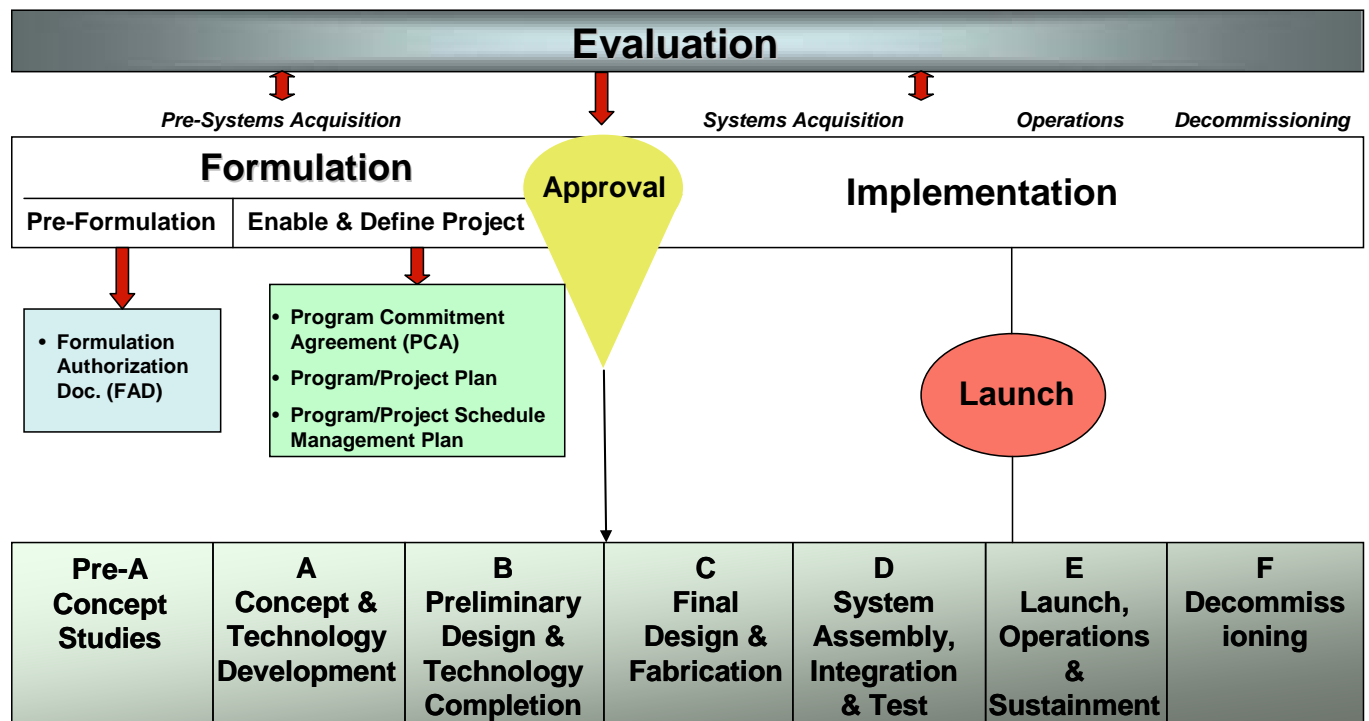 Evaluation
Pre-Systems Acquisition
Systems Acquisition
Operations
Decommissioning
Formulation
Approval
Implementation
Pre-Formulation
Enable & Define Project
• Formulation
Authorization
Doc. (FAD)
• Program Commitment
Agreement (PCA)
• Program/Project Plan
• Program/Project Schedule
Management Plan
Launch
Pre-A
Concept
Studies
A
Concept &
Technology
Development
B
Preliminary
Design &
Technology
Completion
C
Final
Design &
Fabrication
D
System
Assembly,
Integration
& Test
E
Launch,
Operations
&
Sustainment
F
Decommiss
ioning